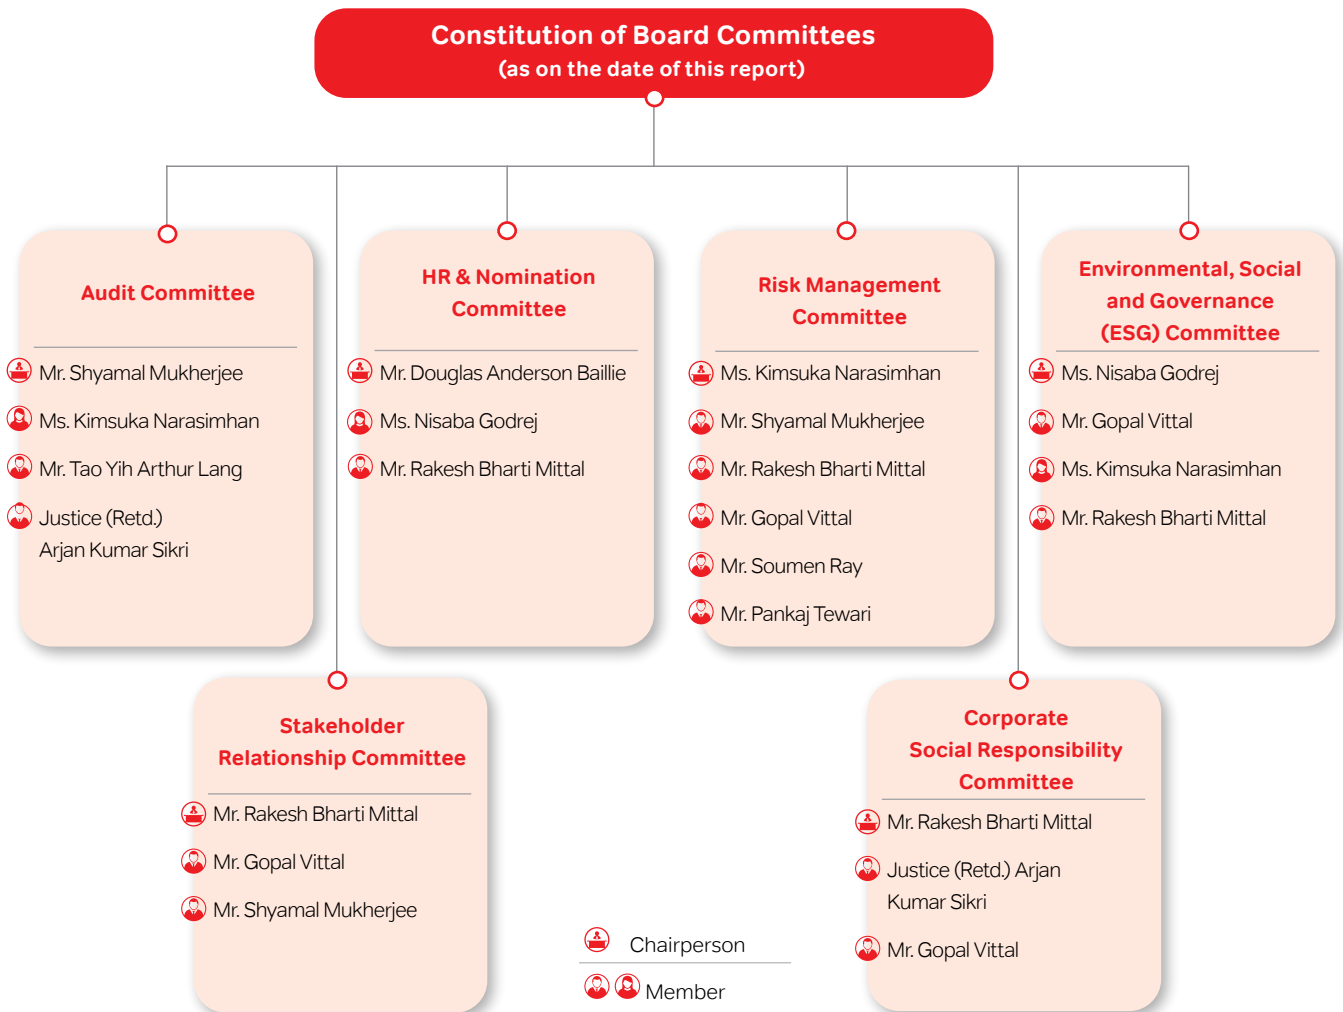 Constitution of Board Committees
(as on the date of this report)
Audit Committee
Mr. Shyamal Mukherjee
Ms. Kimsuka Narasimhan
Mr. Tao Yih Arthur Lang
Justice (Retd.)
Arjan Kumar Sikri
HR & Nomination
Committee
Mr. Douglas Anderson Baillie
Ms. Nisaba Godrej
Mr. Rakesh Bharti Mittal
Risk Management
Committee
Ms. Kimsuka Narasimhan
Mr. Shyamal Mukherjee
Mr. Rakesh Bharti Mittal
Mr. Gopal Vittal
Mr. Soumen Ray
Mr. Pankaj Tewari
Environmental, Social
and Governance
(ESG) Committee
Ms. Nisaba Godrej
Mr. Gopal Vittal
Ms. Kimsuka Narasimhan
Mr. Rakesh Bharti Mittal
Stakeholder
Relationship Committee
Mr. Rakesh Bharti Mittal
Mr. Gopal Vittal
Mr. Shyamal Mukherjee
Corporate
Social Responsibility
Committee
Mr. Rakesh Bharti Mittal
Justice (Retd.) Arjan
Kumar Sikri
Mr. Gopal Vittal
Chairperson
Member